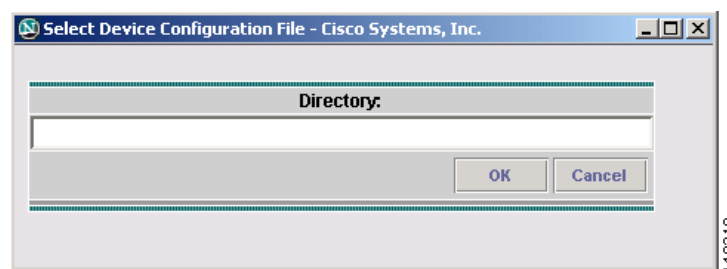 Select Device Configuration File - Cisco Systems, Inc.
Directory:
OK
Cancel